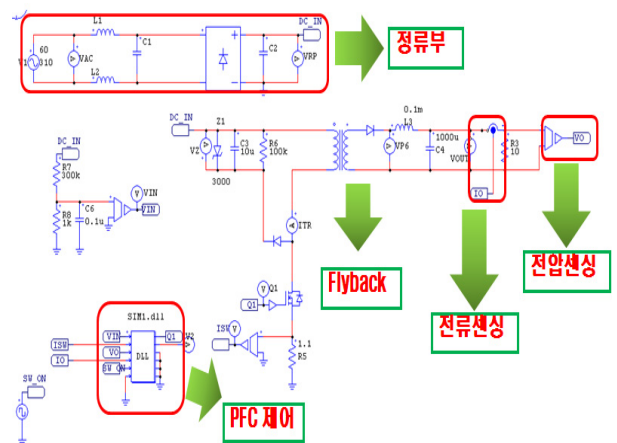 L1
DC_IN
60
V1
310
VAC
C1
C2
VRP
L2
정류부
DC_IN
Z1
0.1m
L3
VZ
C3
10u
R6
100k
VP6
1000u
C4
VOUT
R3
10
VO
3000
IO
DC_IN
R7
300k
VIN
VIN
R8
1k
C6
0.1u
ITR
Flyback
전류센싱
전압센싱
Q1
Q1
SIM1.dll
ISW
VIN
Q1
V2
ISW
IO
VO
DLL
SW_ON
1.1
R5
SW_ON
PFC 제어